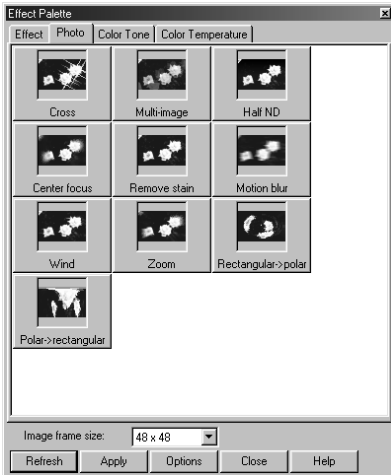 Effect Palette
Effect Photo Color Tone Color Temperature
Cross Multi-image Half ND
Center focus Remove stain Motion blur
Wind Zoom Rectangular->polar
Polar->rectangular
Image frame size: 48 x 48
Refresh Apply Options Close Help